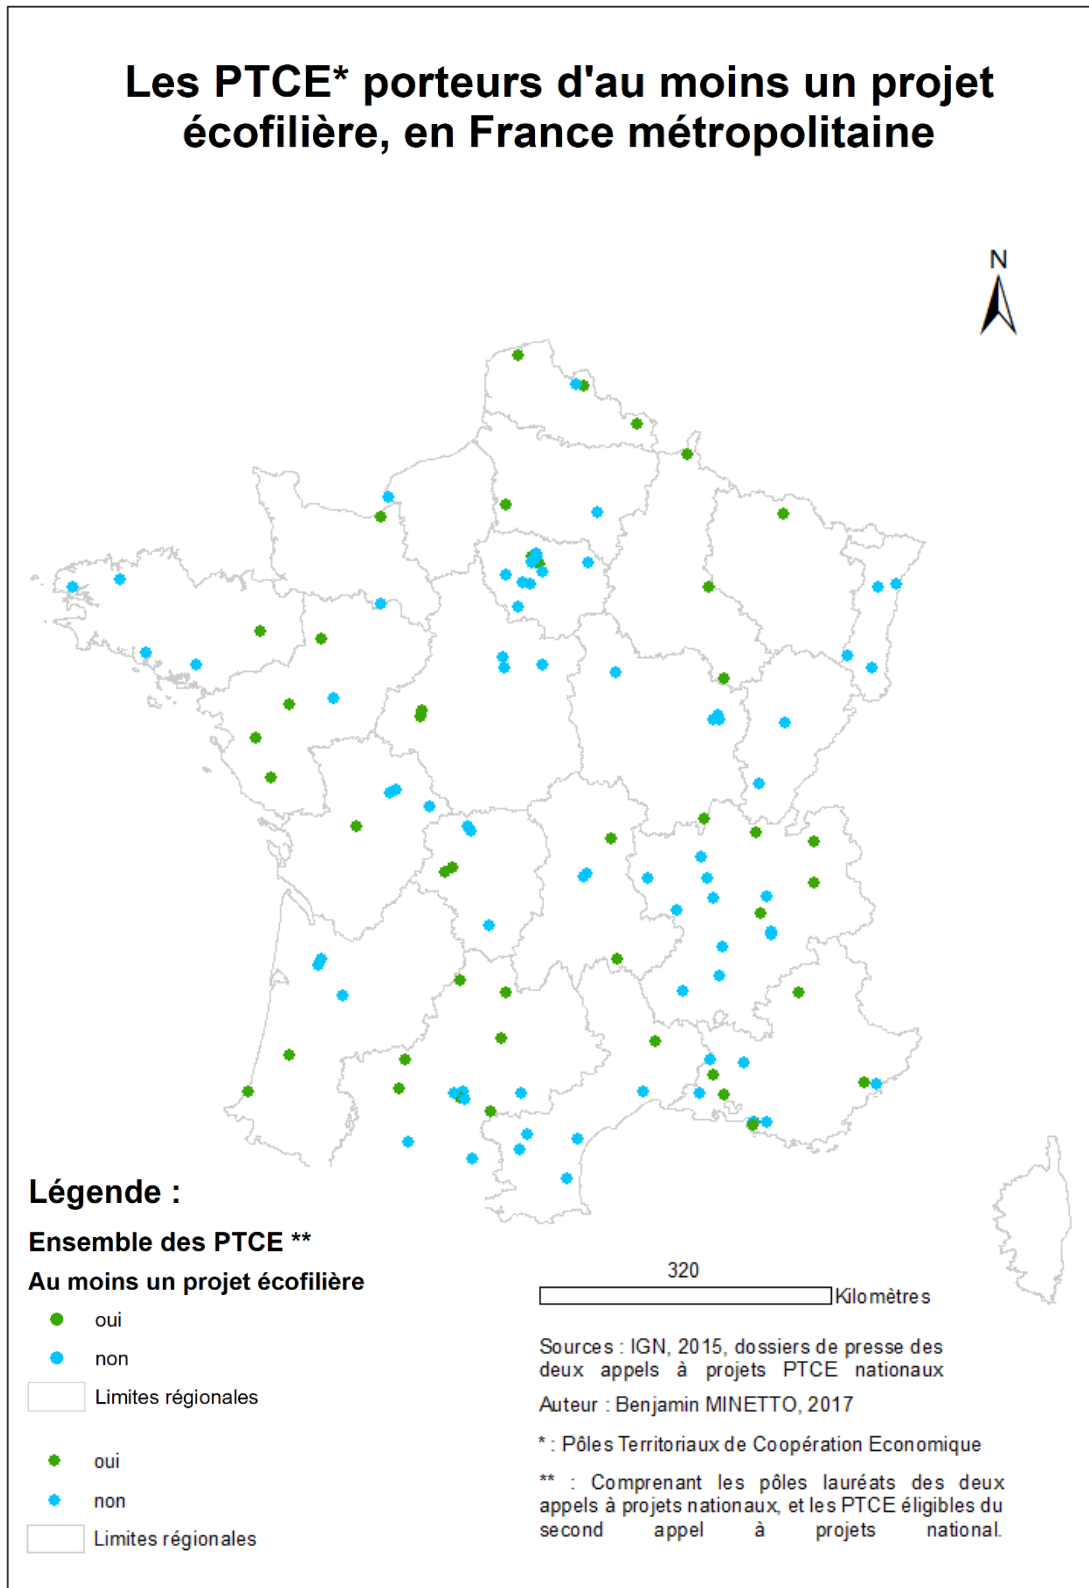 Les PTCE* porteurs d'au moins un projet
écofilière, en France métropolitaine
N
Légende :
Ensemble des PTCE **
Au moins un projet écofilière
oui
non
Limites régionales
oui
non
Limites régionales
320
Kilomètres
Sources : IGN, 2015, dossiers de presse des
deux appels à projets PTCE nationaux
Auteur : Benjamin MINETTO, 2017
* : Pôles Territoriaux de Coopération Economique
** : Comprenant les pôles lauréats des deux
appels à projets nationaux, et les PTCE éligibles du
second appel à projets national.